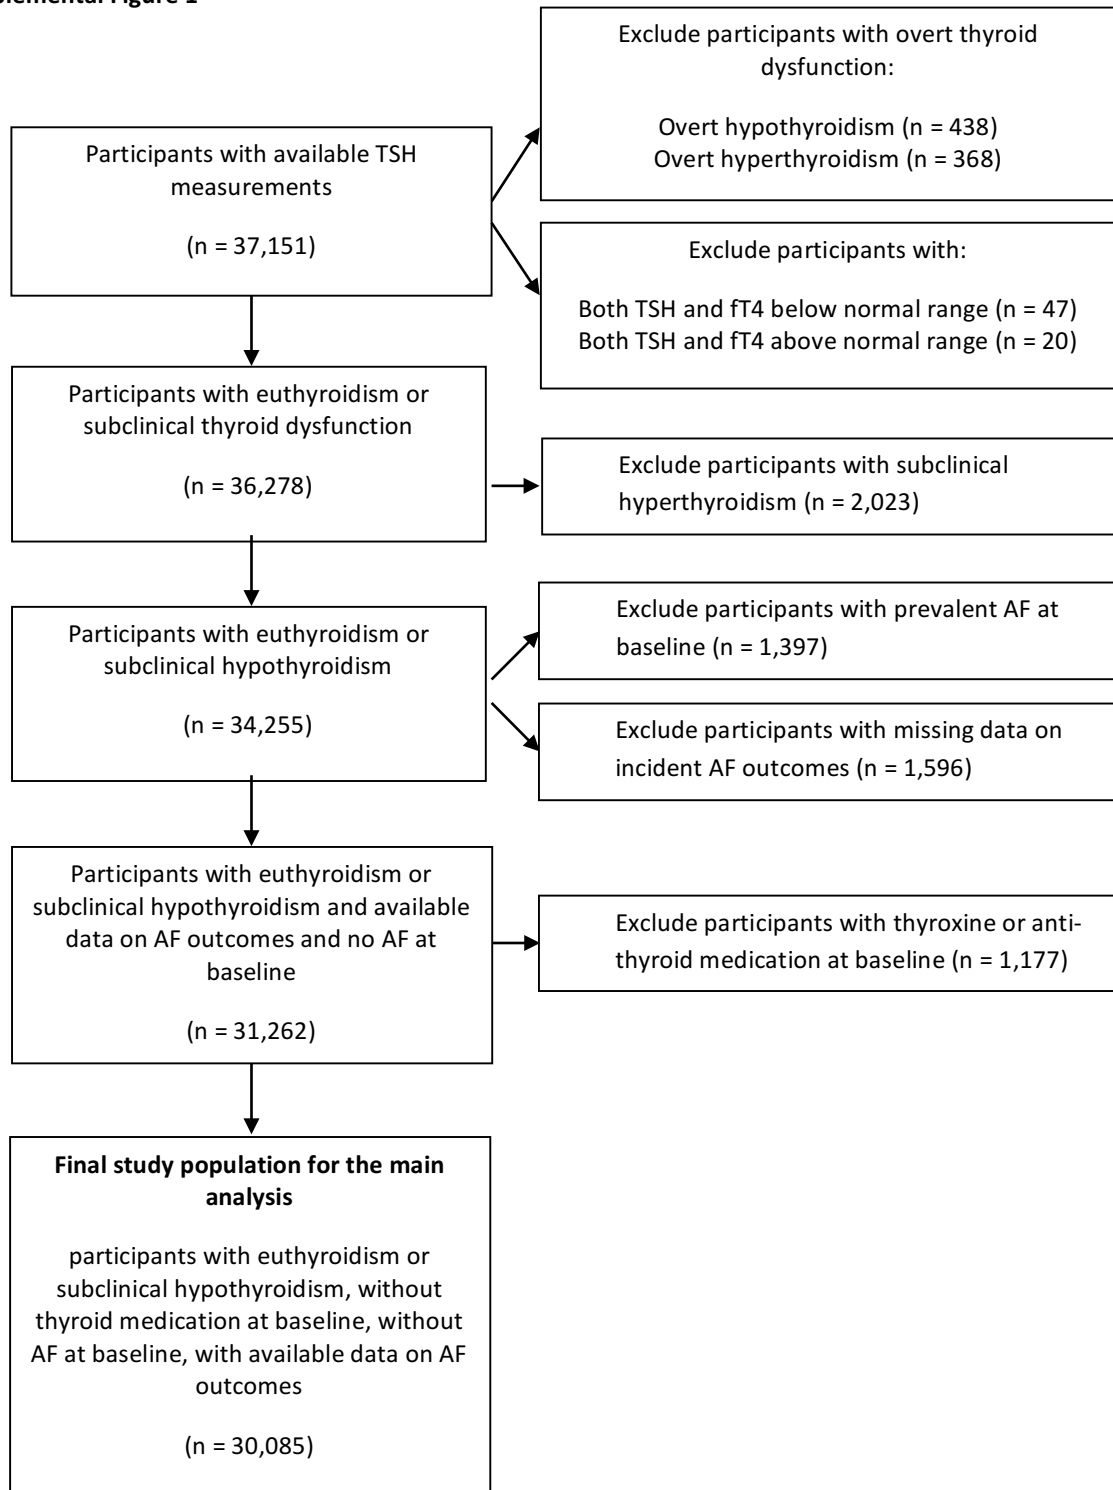 Exclude participants with overt thyroid
dysfunction:
Overt hypothyroidism (n = 438)
Overt hyperthyroidism (n = 368)
Participants with available TSH
measurements
(n = 37,151)
Exclude participants with:
Both TSH and fT4 below normal range (n = 47)
Both TSH and fT4 above normal range (n = 20)
Participants with euthyroidism or
subclinical thyroid dysfunction
(n = 36,278)
Exclude participants with subclinical
hyperthyroidism (n = 2,023)
Participants with euthyroidism or
subclinical hypothyroidism
(n = 34,255)
Exclude participants with prevalent AF at
baseline (n = 1,397)
Exclude participants with missing data on
incident AF outcomes (n = 1,596)
Participants with euthyroidism or
subclinical hypothyroidism and available
data on AF outcomes and no AF at
baseline
(n = 31,262)
Exclude participants with thyroxine or anti-
thyroid medication at baseline (n = 1,177)
Final study population for the main
analysis
participants with euthyroidism or
subclinical hypothyroidism, without
thyroid medication at baseline, without
AF at baseline, with available data on AF
outcomes
(n = 30,085)